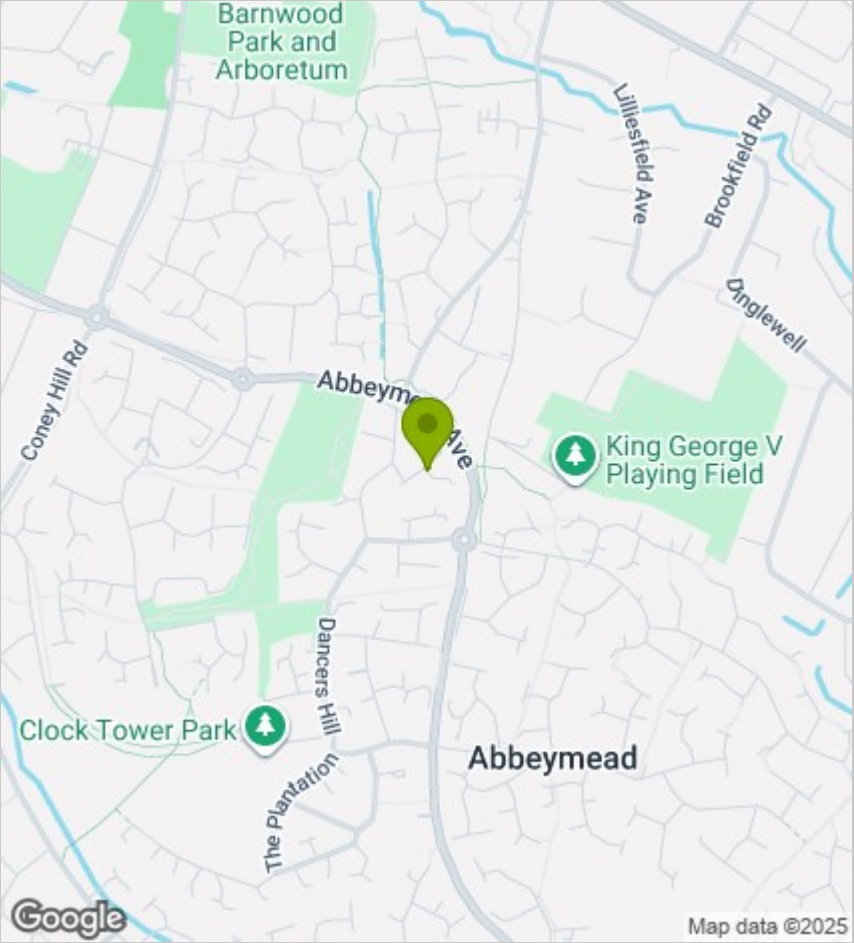 Barnwood
Park and
Arboretum
Lilliesfield Ave
Brookfield Rd
Dinglewell
Coney Hill Rd
Abbeyme
Ave
King George V
Playing Field
Dancers Hill
Clock Tower Park
Abbeymead
The Plantation
Google
Map data ©2025